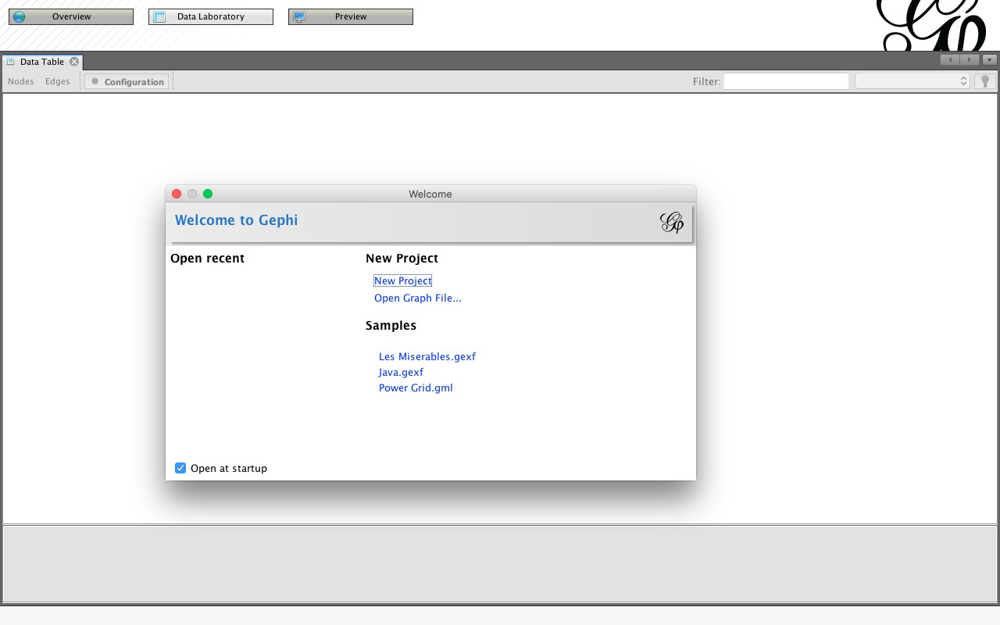 Overview
Data Laboratory
Preview
Data Table
Nodes
Edges
Configuration
Filter:
Welcome
Welcome to Gephi
Open recent
New Project
New Project
Open Graph File...
Samples
Les Miserables.gexf
Java.gexf
Power Grid.gml
Open at startup